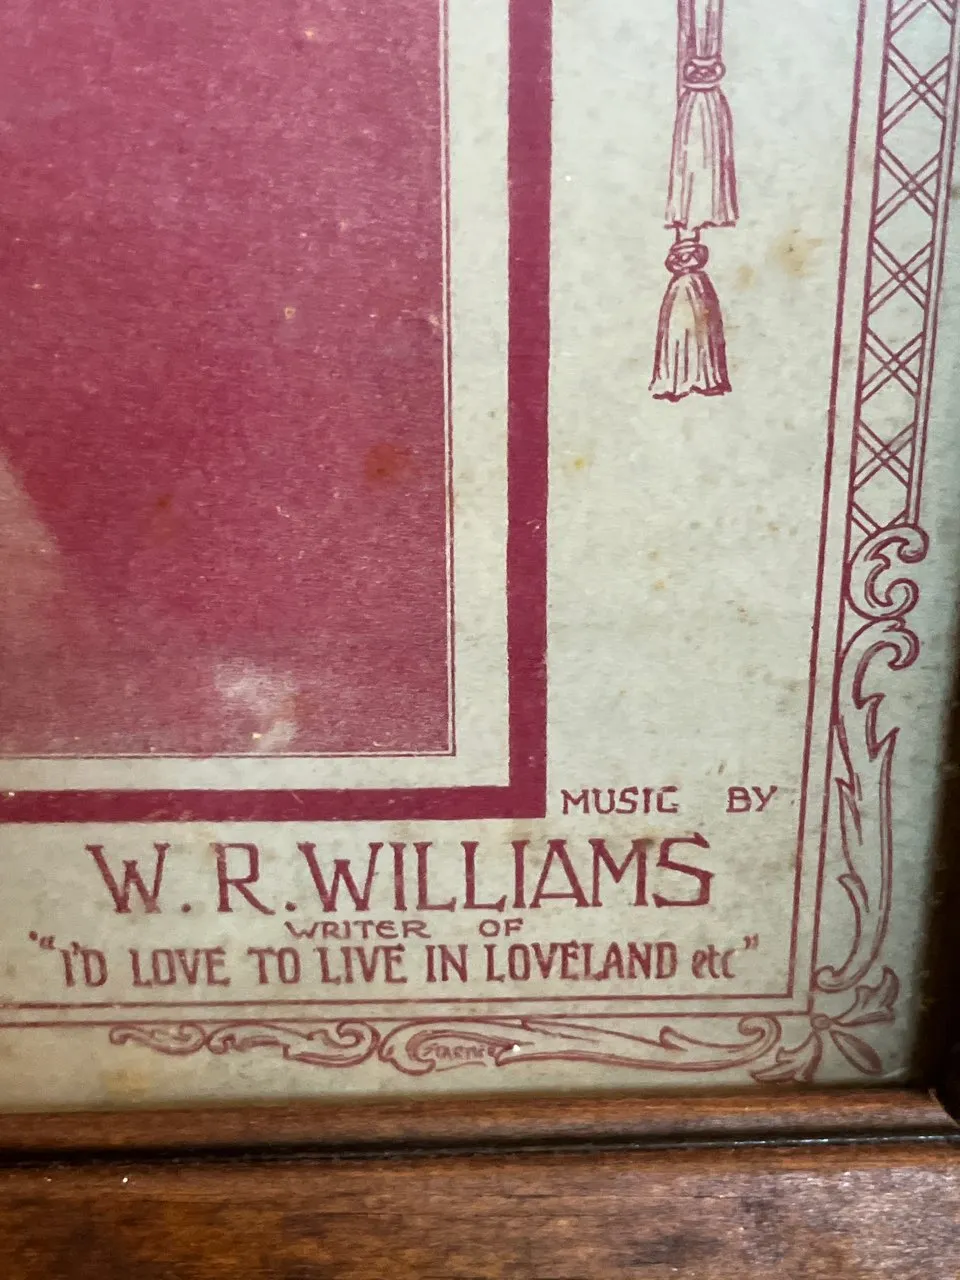 MUSIC BY
W. R. WILLIAMS
WRITER OF
"I'D LOVE TO LIVE IN LOVELAND etc"